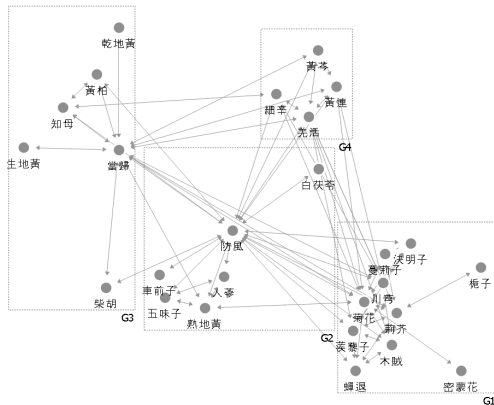 乾地黃
黃柏
知母
生地黃
當歸
柴胡
G3
黃芩
黃連
細辛
羌活
G4
白茯苓
防風
車前子
人蔘
五味子
熟地黃
G2
決明子
蔓荊子
梔子
川芎
菊花
荊芥
蒺藜子
木賊
蟬退
密蒙花
G1